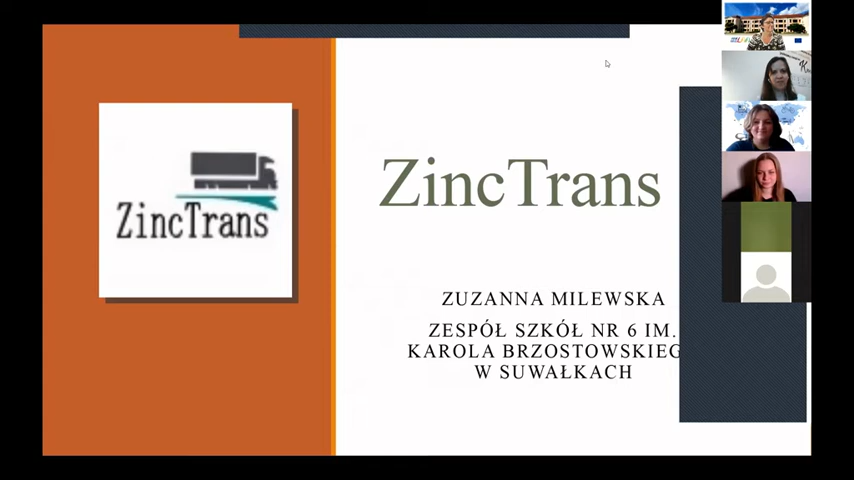 ZincTrans
ZincTrans
ZUZANNA MILEWSKA
ZESPÓŁ SZKÓŁ NR 6 IM.
KAROLA BRZOSTOWSKIEG
W SUWAŁKACH